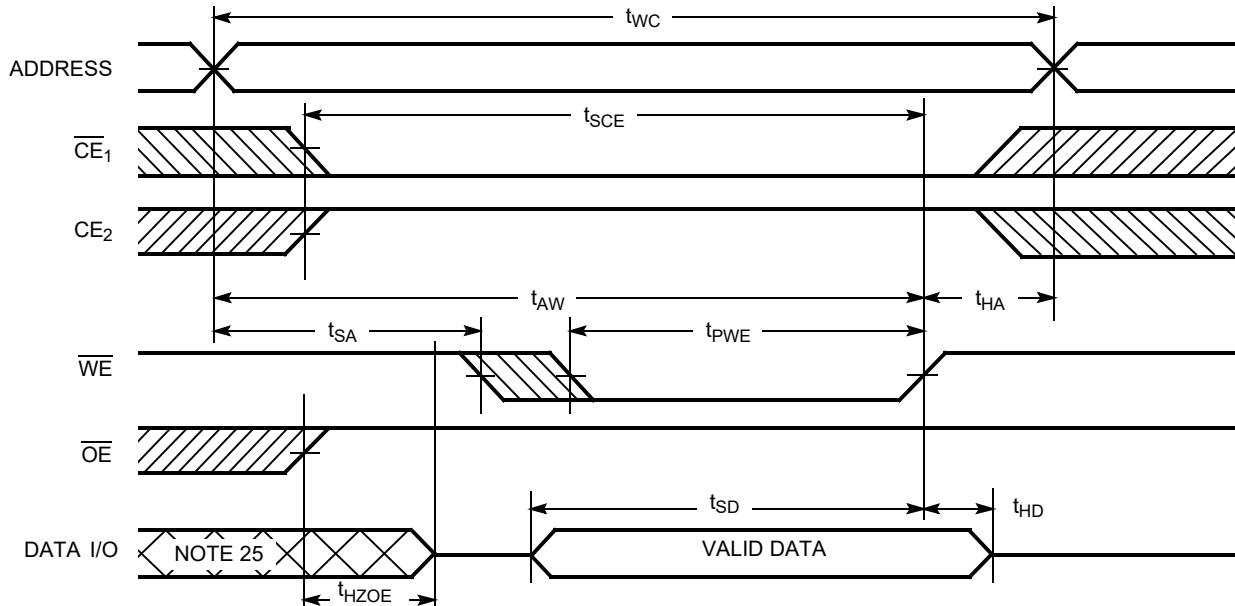 tWC
ADDRESS
tSCE
CE1
CE2
tAW
tHA
tSA
tPWE
WE
OE
tSD
tHD
DATA I/O
NOTE 25
VALID DATA
tHZOE